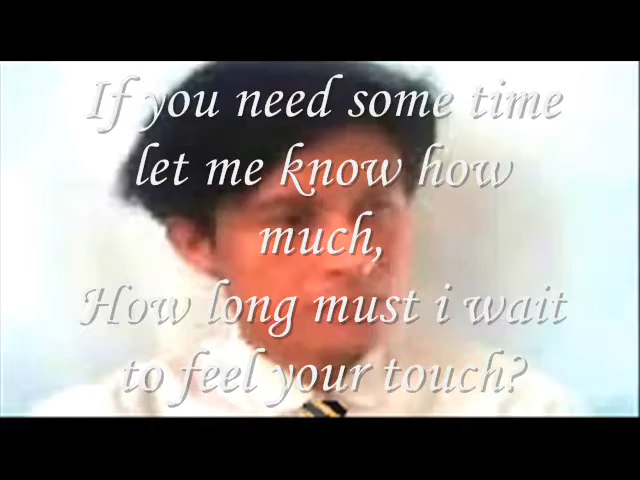 If you need some time
let me know how
much,
How long must i wait
to feel your touch?